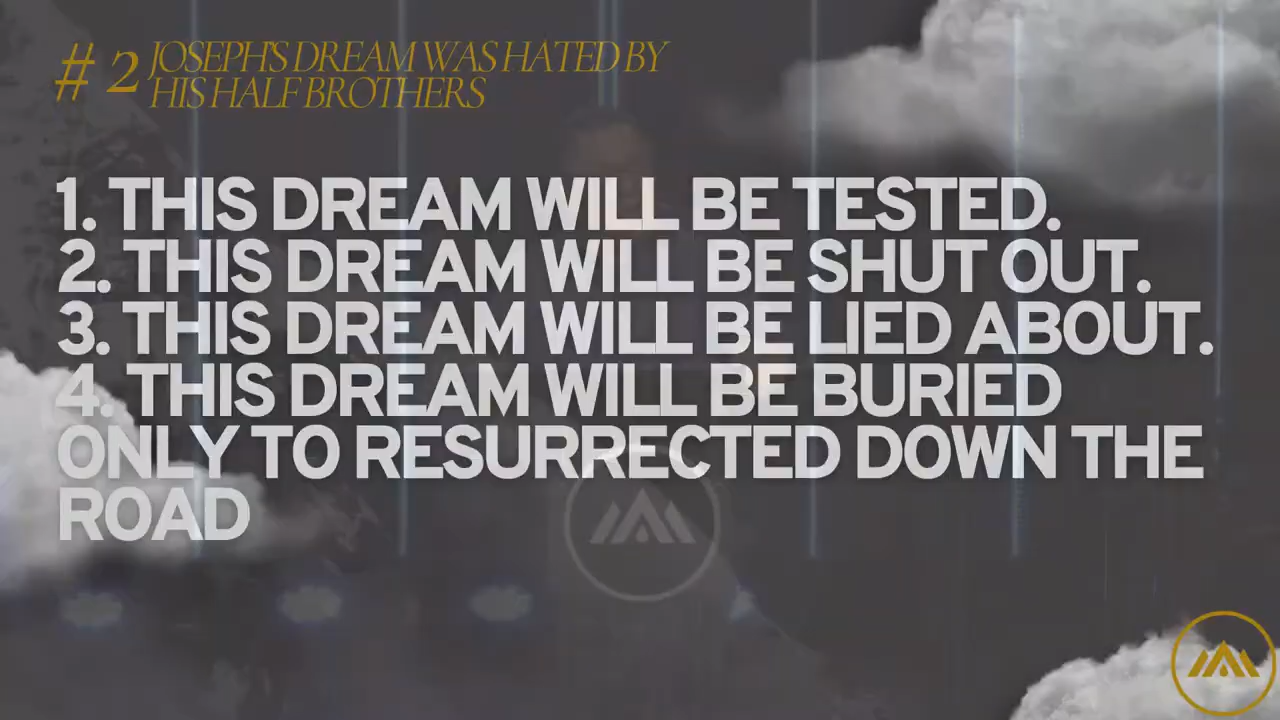 # 2 JOSEPH'S DREAM WAS HATED BY
HIS HALF BROTHERS
1. THIS DREAM WILL BE TESTED.
2. THIS DREAM WILL BE SHUT OUT.
3. THIS DREAM WILL BE LIED ABOUT.
4. THIS DREAM WILL BE BURIED
ONLY TO RESURRECTED DOWN THE
ROAD